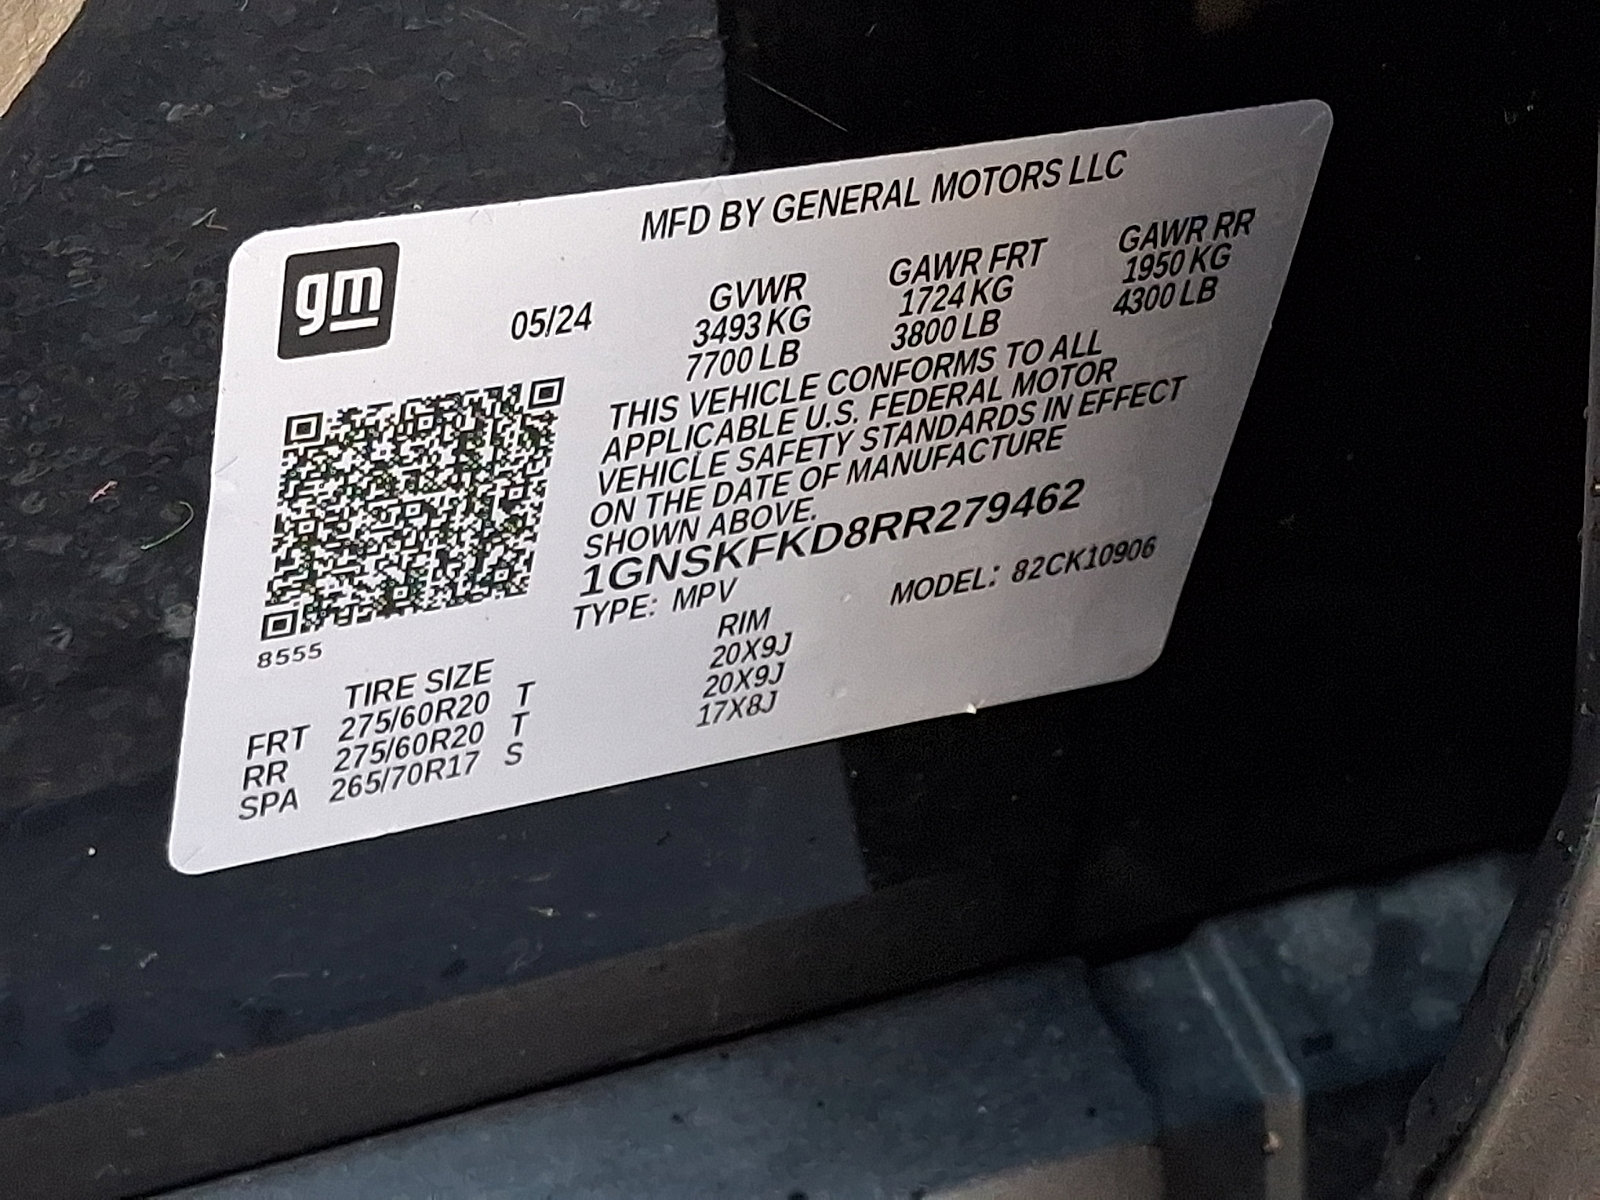 gm
MFD BY GENERAL MOTORS LLC
05/24
GVWR
3493 KG
7700 LB
GAWR FRT
1724 KG
3800 LB
GAWR RR
1950 KG
4300 LB
THIS VEHICLE CONFORMS TO ALL
APPLICABLE U.S. FEDERAL MOTOR
VEHICLE SAFETY STANDARDS IN EFFECT
ON THE DATE OF MANUFACTURE
SHOWN ABOVE.
1GNSKFKD8RR279462
TYPE: MPV
MODEL: 82CK10906
8555
TIRE SIZE RIM
FRT 275/60R20 T 20X9J
RR 275/60R20 T 20X9J
SPA 265/70R17 S 17X8J